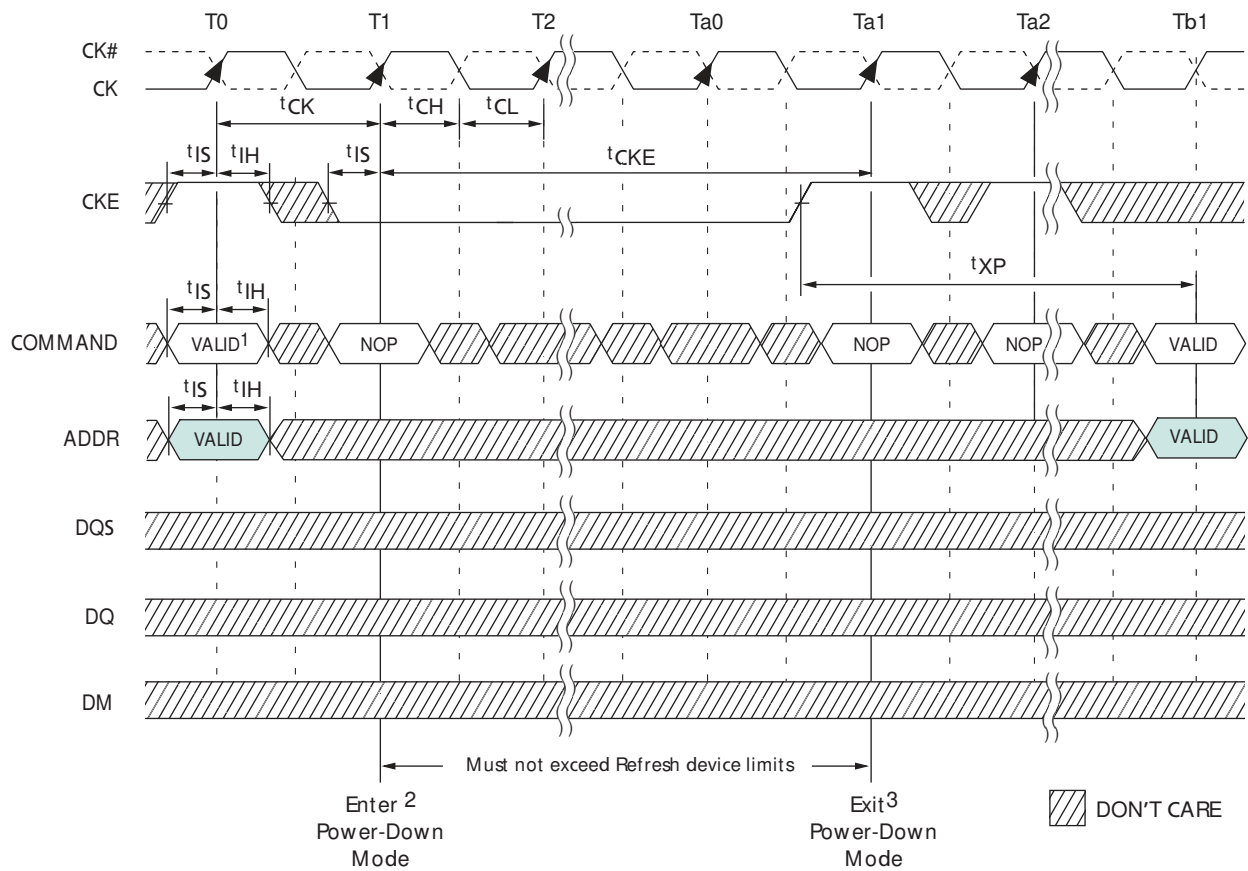 T0 T1 T2 Ta0 Ta1 Ta2 Tb1
CK#
CK
tCK tCH tCL
tIS tIH tIS tCKE
CKE
tXP
tIS tIH
COMMAND VALID1 NOP NOP NOP VALID
tIS tIH
ADDR VALID VALID
DQS
DQ
DM
Must not exceed Refresh device limits
Enter 2
Power-Down
Mode
Exit3
Power-Down
Mode
DON'T CARE